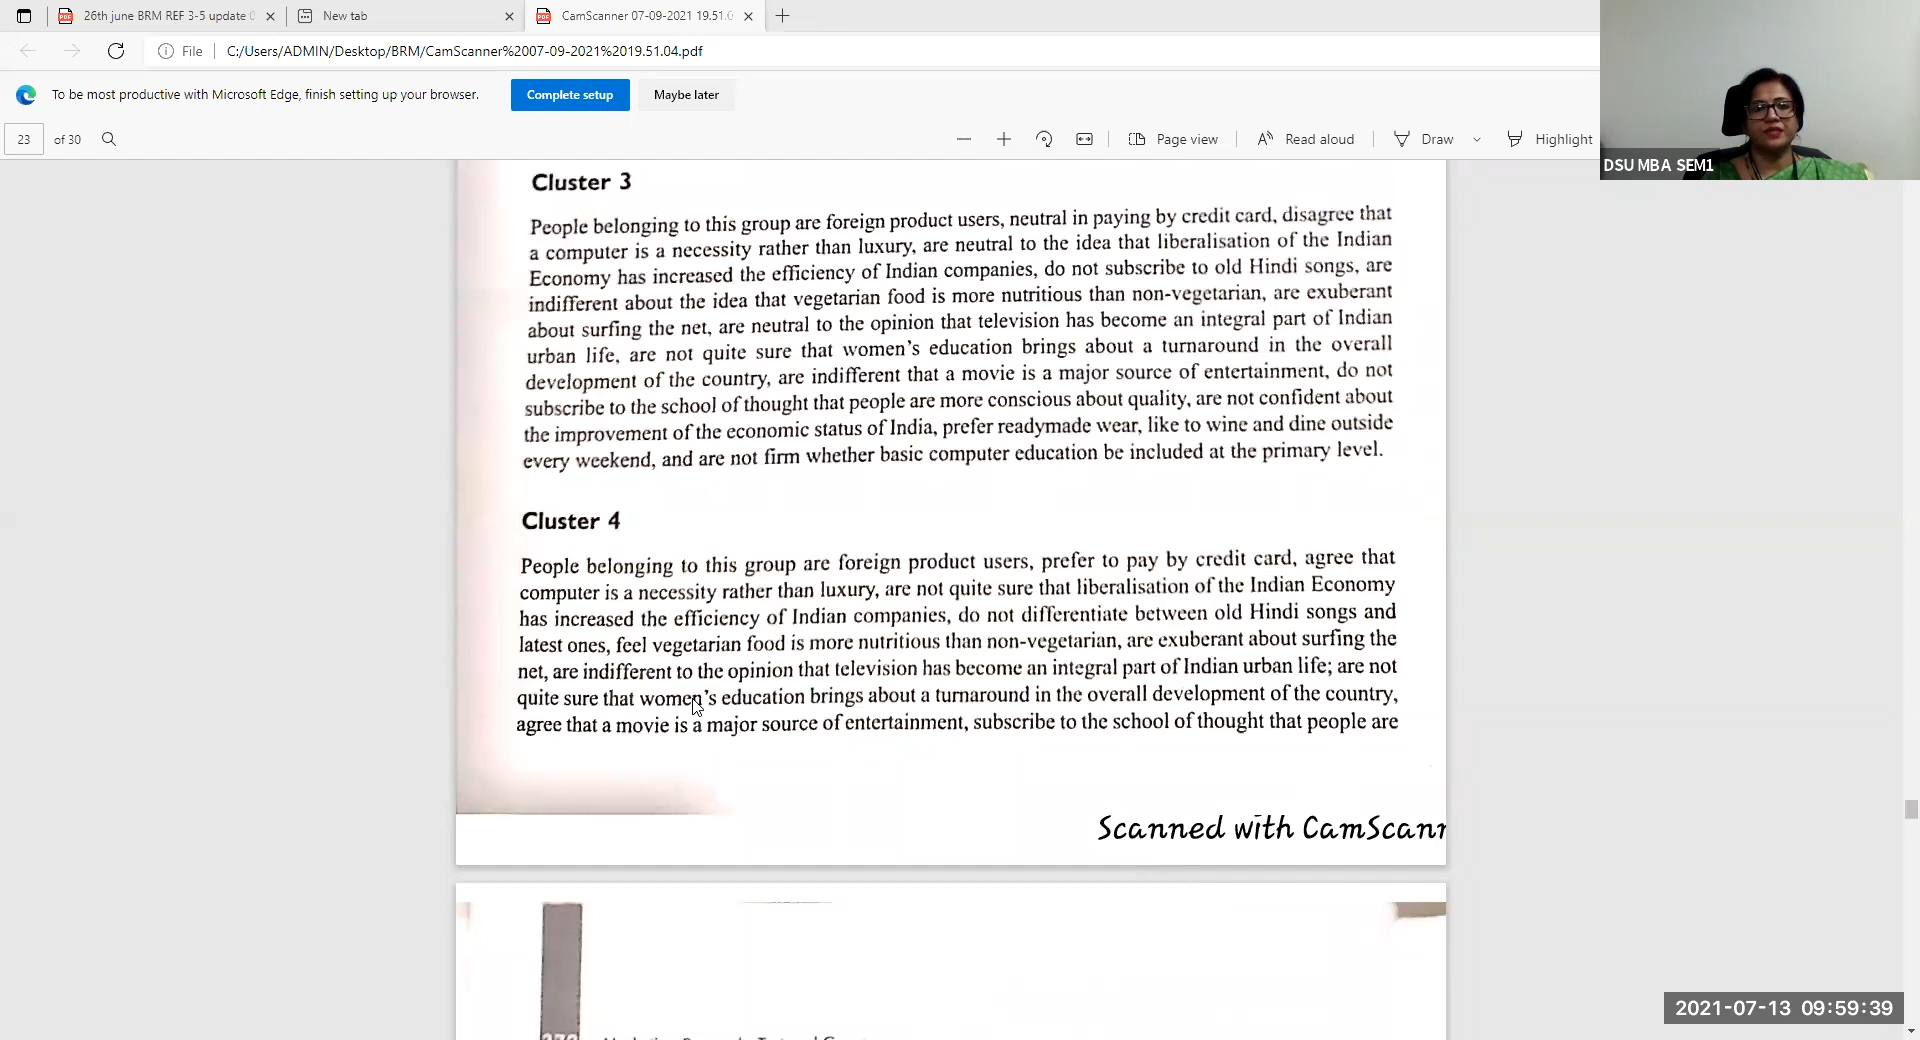 26th june BRM REF 3-5 update
New tab
CamScanner 07-09-2021 19.51.0
File
C:/Users/ADMIN/Desktop/BRM/CamScanner%2007-09-2021%2019.51.04.pdf
To be most productive with Microsoft Edge, finish setting up your browser.
Complete setup
Maybe later
23 of 30
Page view
Read aloud
Draw
Highlight
DSU MBA SEM1
Cluster 3
People belonging to this group are foreign product users, neutral in paying by credit card, disagree that
a computer is a necessity rather than luxury, are neutral to the idea that liberalisation of the Indian
Economy has increased the efficiency of Indian companies, do not subscribe to old Hindi songs, are
indifferent about the idea that vegetarian food is more nutritious than non-vegetarian, are exuberant
about surfing the net, are neutral to the opinion that television has become an integral part of Indian
urban life, are not quite sure that women's education brings about a turnaround in the overall
development of the country, are indifferent that a movie is a major source of entertainment, do not
subscribe to the school of thought that people are more conscious about quality, are not confident about
the improvement of the economic status of India, prefer readymade wear, like to wine and dine outside
every weekend, and are not firm whether basic computer education be included at the primary level.
Cluster 4
People belonging to this group are foreign product users, prefer to pay by credit card, agree that
computer is a necessity rather than luxury, are not quite sure that liberalisation of the Indian Economy
has increased the efficiency of Indian companies, do not differentiate between old Hindi songs and
latest ones, feel vegetarian food is more nutritious than non-vegetarian, are exuberant about surfing the
net, are indifferent to the opinion that television has become an integral part of Indian urban life; are not
quite sure that women's education brings about a turnaround in the overall development of the country,
agree that a movie is a major source of entertainment, subscribe to the school of thought that people are
Scanned with CamScann
2021-07-13 09:59:39